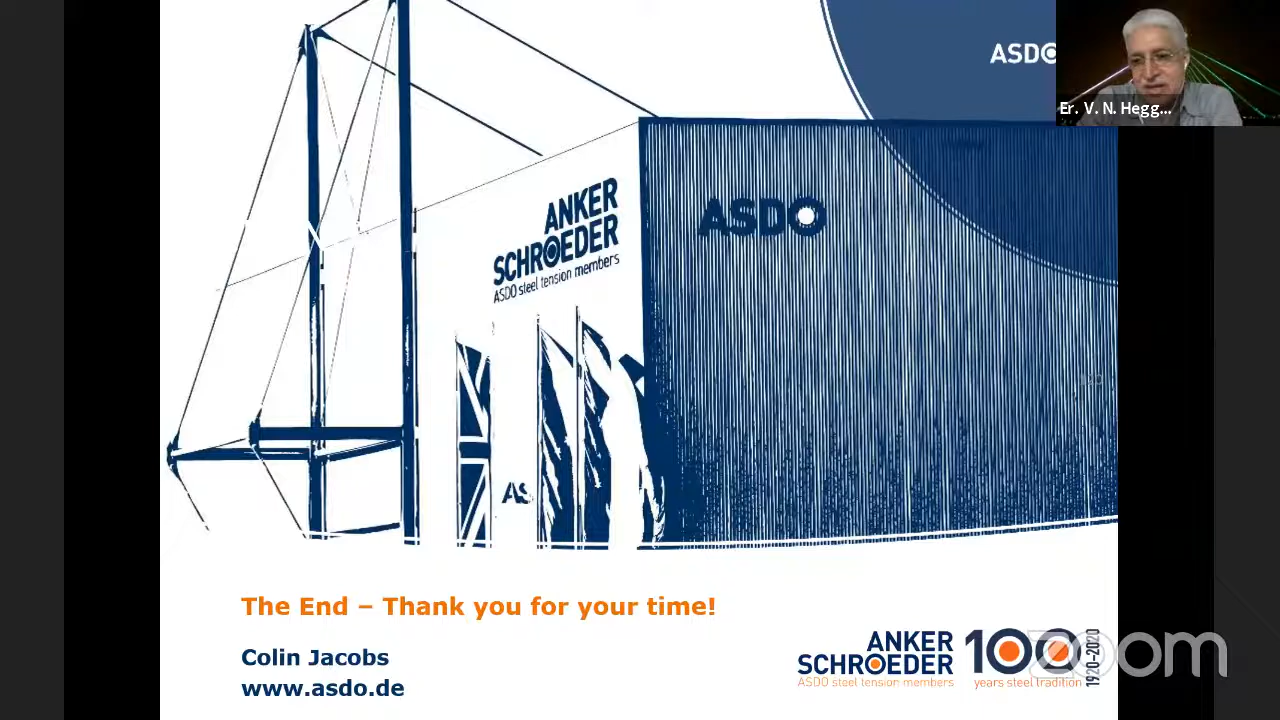 ASDO
Er. V. N. Hegg...
ANKER
SCHROEDER
ASDO steel tension members
ASDO
AS
The End – Thank you for your time!
Colin Jacobs
www.asdo.de
ANKER
SCHROEDER
ASDO steel tension members
100
years steel tradition
1920-2020
zoom